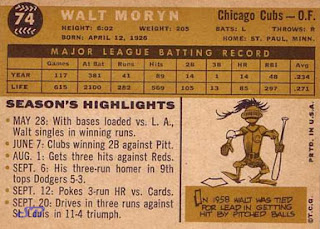 74
WALT MORYN
Chicago Cubs - O.F.
HEIGHT: 6:02 WEIGHT: 205 BATS: L THROWS: R
BORN: APRIL 12, 1926 HOME: ST. PAUL, MINN.
MAJOR LEAGUE BATTING RECORD
Games At Bat Runs Hits 2B 3B HR RBI Avg.
YEAR 117 381 41 89 14 1 14 48 .234
LIFE 615 2100 282 569 103 13 85 297 .271
SEASON'S HIGHLIGHTS
• MAY 28: With bases loaded vs. L. A., Walt singles in winning runs.
• JUNE 7: Clubs winning 2B against Pitt.
• AUG. 1: Gets three hits against Reds.
• SEPT. 6: His three-run homer in 9th tops Dodgers 5-3.
• SEPT. 12: Pokes 3-run HR vs. Cards.
• SEPT. 20: Drives in three runs against St. Louis in 11-4 triumph.
IN 1958 WALT WAS TIED
FOR LEAD IN GETTING
HIT BY PITCHED BALLS
© T.C.G. PRTD. IN U.S.A.